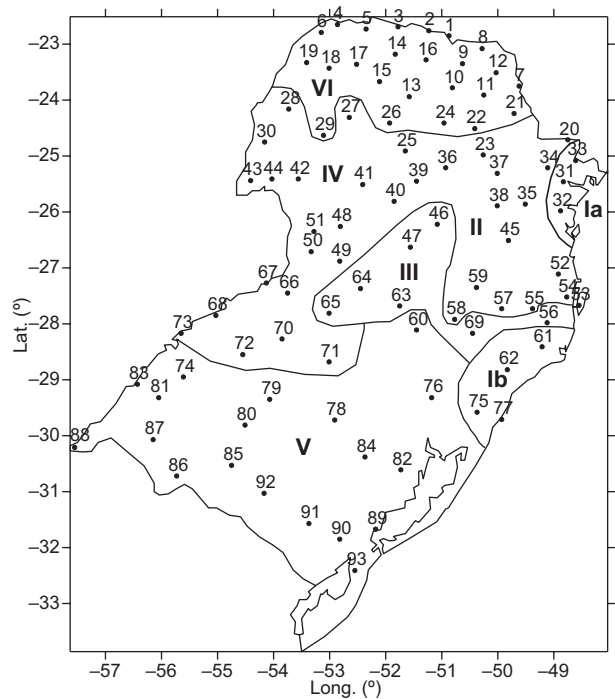 4 5 3 2 1
6 8
–23
19 18 17 14 16 9 12
15 13 10 11 7
–24 VI
28 27 26 24 22 21
30 29 25 23 20
–25 34 33
43 44 42 IV 41 39 36 37 31
40 38 35 32 Ia
–26
51 48 46 II
50 47 45
49
–27 III 52
67 66 64 59 54 53
68 65 63 58 57 55 56
–28
73 70 60 69 61
72 71 62
–29 Ib
83 74 76
81 79 75
80 78 77
–30
88 87 V
86 85 84 82
–31
92
91 89
–32 90
93
–33
Lat. (º)
–57 –56 –55 –54 –53 –52 –51 –50 –49 –48
Long. (º)